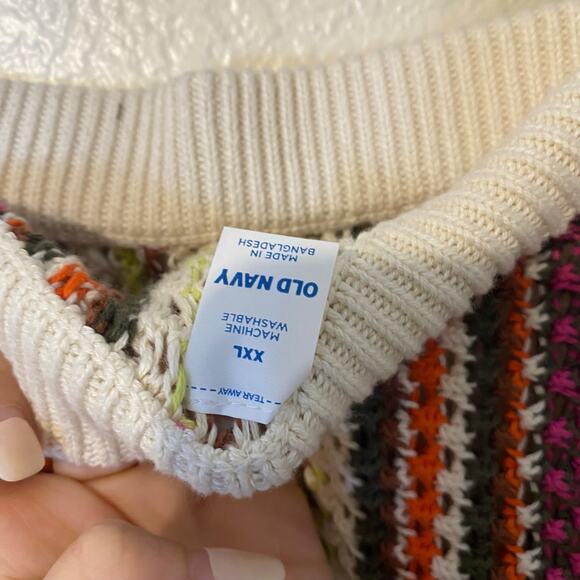 TEAR AWAY
XXL
MACHINE
WASHABLE
OLD NAVY
MADE IN
BANGLADESH